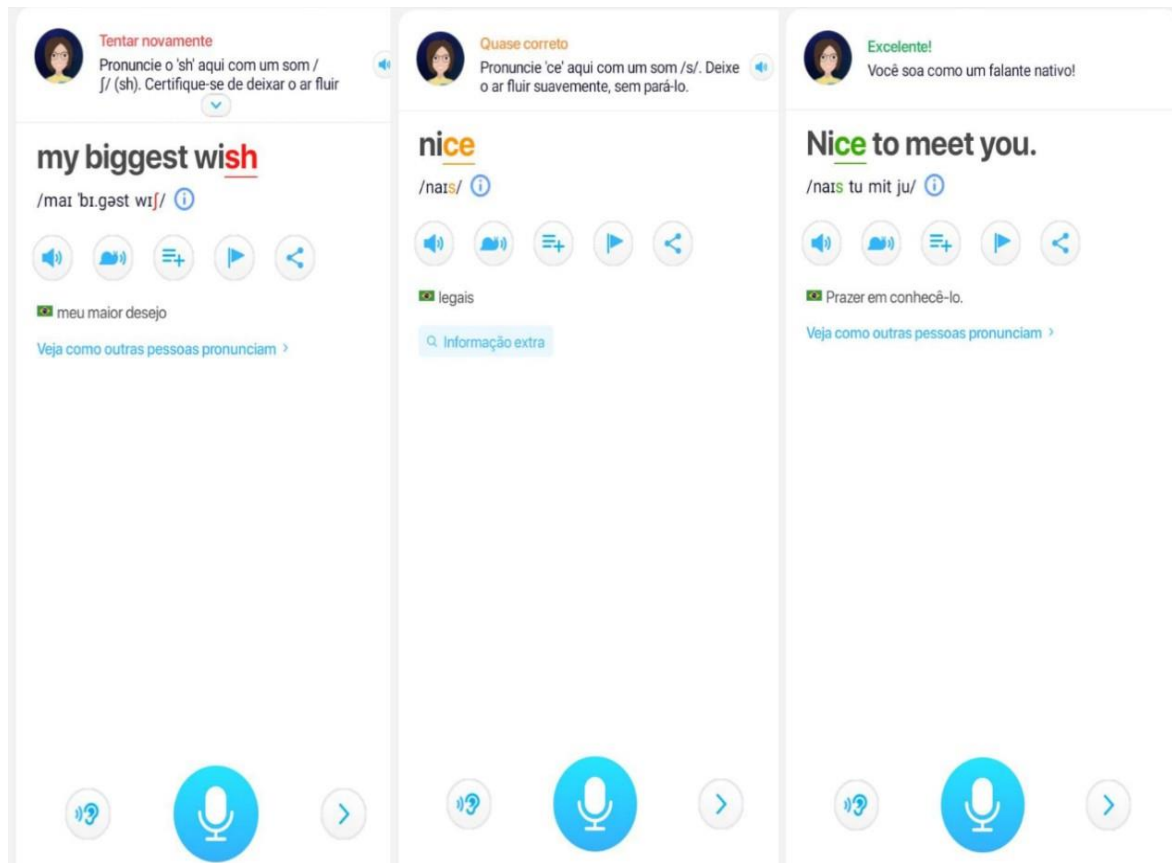 Tentar novamente
Pronuncie o 'sh' aqui com um som /
ʃ/ (sh). Certifique-se de deixar o ar fluir
my biggest wish
/maɪ ˈbɪ.gəst wɪʃ/
meu maior desejo
Veja como outras pessoas pronunciam
Quase correto
Pronuncie 'ce' aqui com um som /s/. Deixe
o ar fluir suavemente, sem pará-lo.
nice
/naɪs/
legais
Informação extra
Excelente!
Você soa como um falante nativo!
Nice to meet you.
/naɪs tu mit ju/
Prazer em conhecê-lo.
Veja como outras pessoas pronunciam